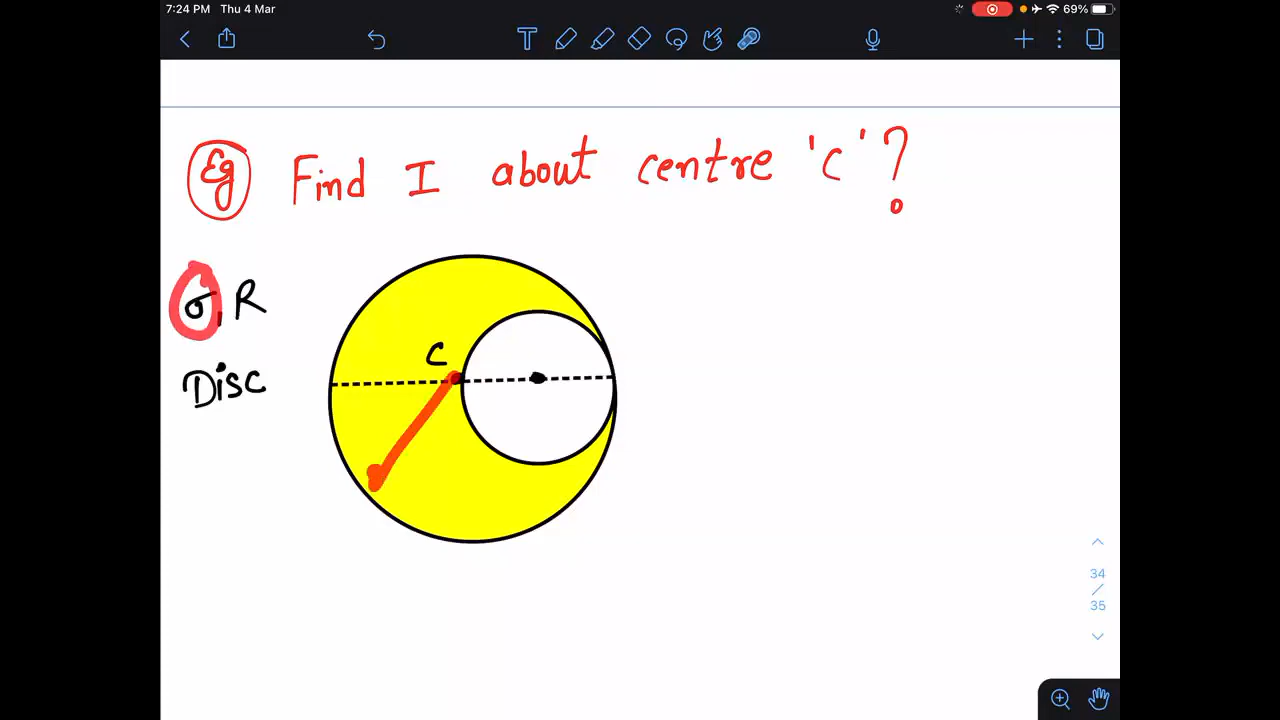 7:24 PM Thu 4 Mar 69%
T
Eg Find I about centre 'C' ?
σ, R
Disc
C
34
35